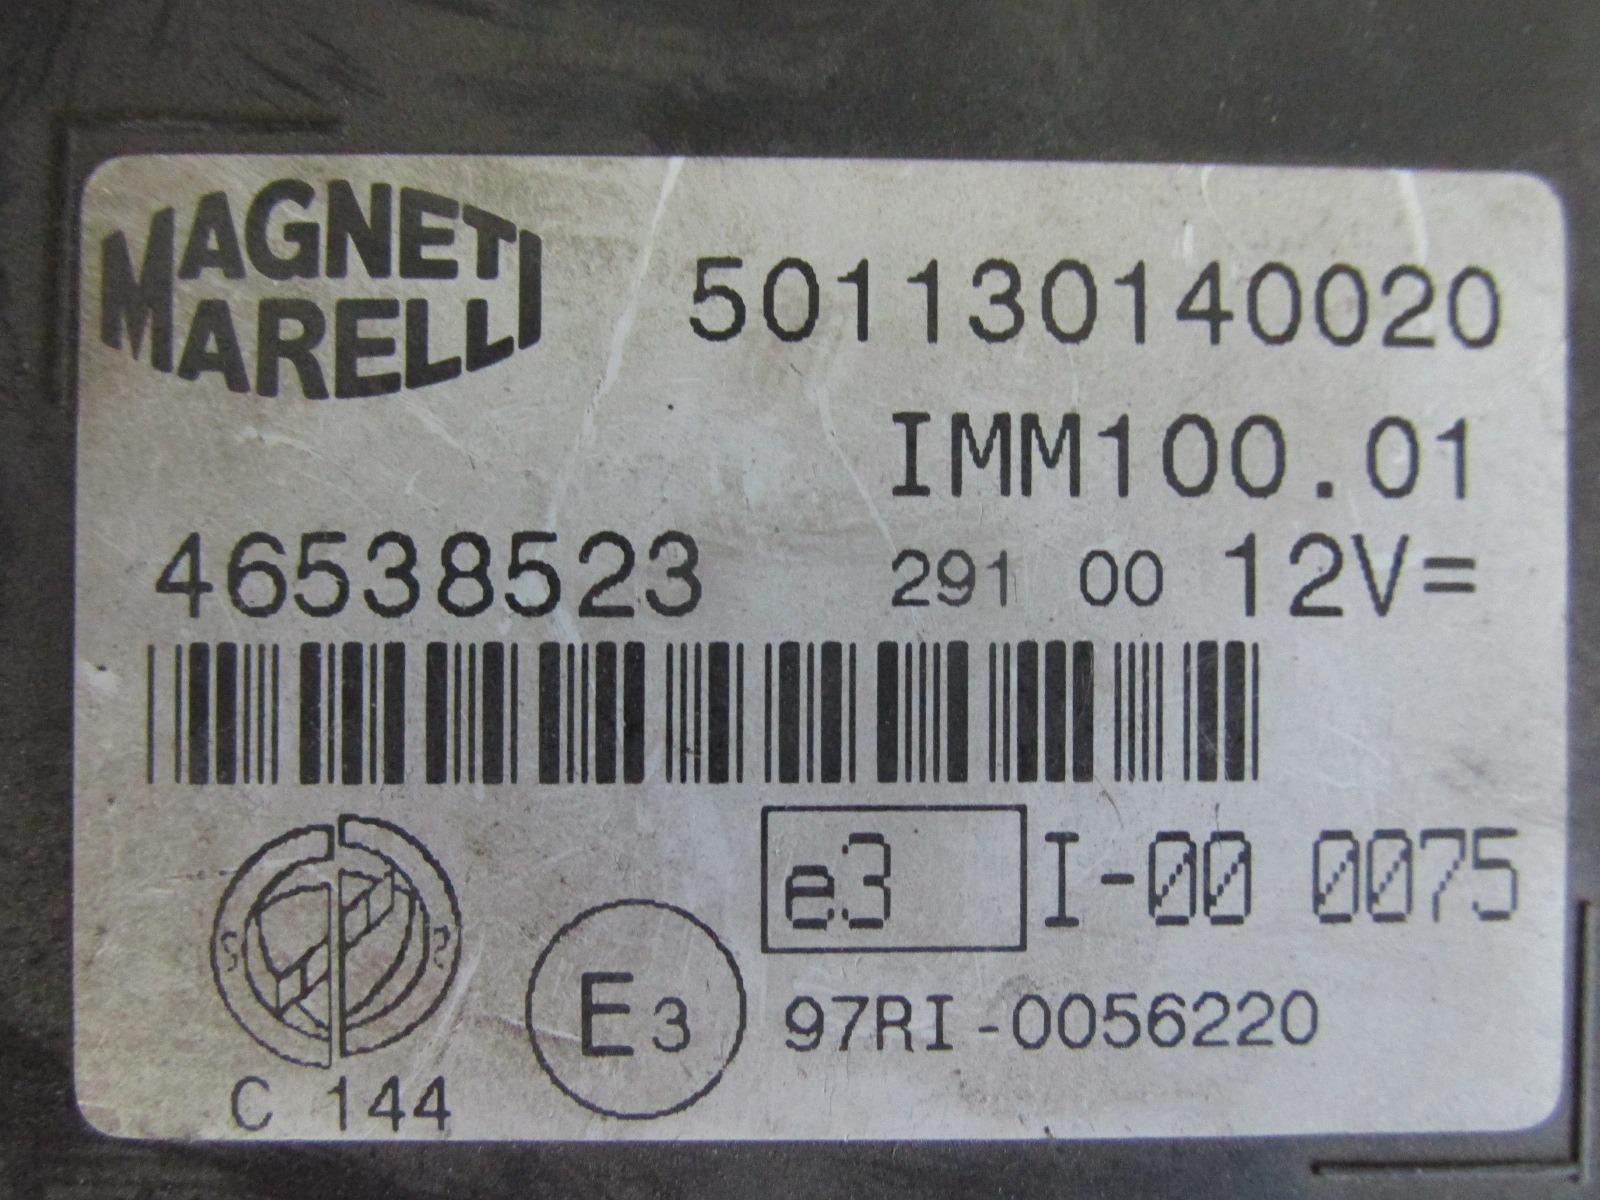 MAGNETI
MARELLI
501130140020
IMM100.01
46538523 291 00 12V=
e3 I-00 0075
E3 97RI-0056220
C 144